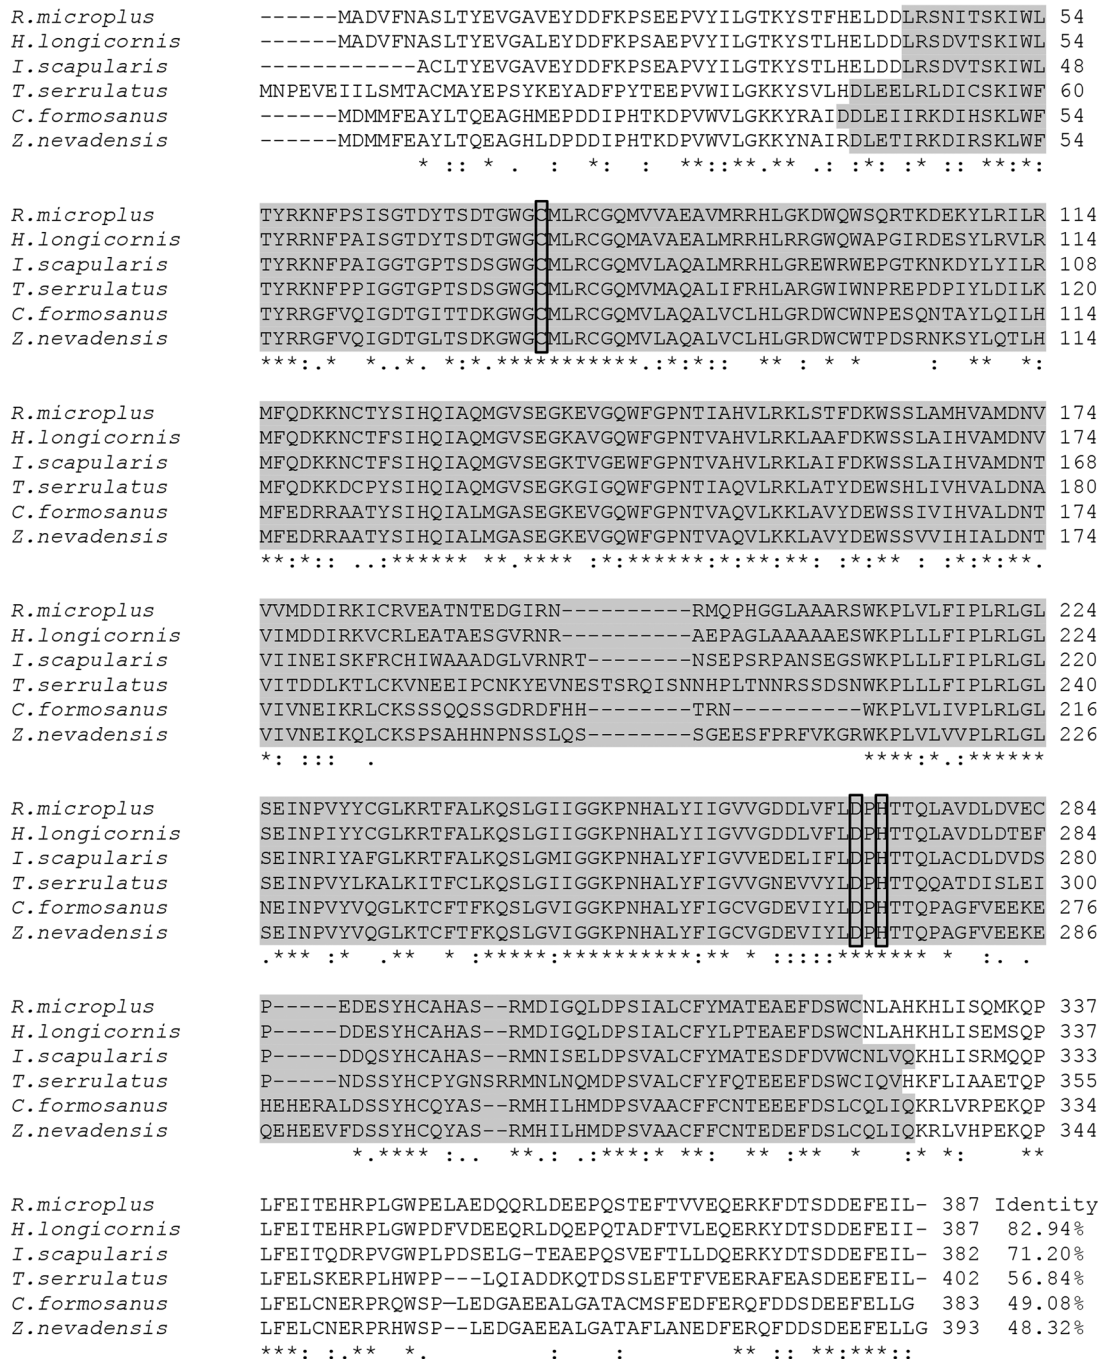 R.microplus ------MADVFNASLTYEVGAVEYDDFKPSEEPVYILGTKYSTFHELDDLRSNITSKIWL 54
H.longicornis ------MADVFNASLTYEVGALEYDDFKPSAEPVYILGTKYSTLHELDDLRSDVTSKIWL 54
I.scapularis ------------ACLTYEVGAVEYDDFKPSEAPVYILGTKYSTLHELDDLRSDVTSKIWL 48
T.serrulatus MNPEVEIILSMTACMAYEPSYKEYADFPYTEEPVWILGKKYSVLHDLEELRLDICSKIWF 60
C.formosanus ------MDMMFEAYLTQEAGHMEPDDIPHTKDPVWVLGKKYRAIDDLEIIRKDIHSKLWF 54
Z.nevadensis ------MDMMFEAYLTQEAGHLDPDDIPHTKDPVWVLGKKYNAIRDLETIRKDIRSKLWF 54
* :: * . : *: : **::**.** .: :*: :* :: **:*:
R.microplus TYRKNFPSISGTDYTSDTGWGCMLRCGQMVVAEAVMRRHLGKDWQWSQRTKDEKYLRILR 114
H.longicornis TYRRNFPAISGTDYTSDTGWGCMLRCGQMAVAEALMRRHLRRGWQWAPGIRDESYLRVLR 114
I.scapularis TYRKNFPAIGGTGPTSDSGWGCMLRCGQMVLAQALMRRHLGREWRWEPGTKNKDYLYILR 108
T.serrulatus TYRKNFPPIGGTGPTSDSGWGCMLRCGQMVMAQALIFRHLARGWIWNPREPDPIYLDILK 120
C.formosanus TYRRGFVQIGDTGITTDKGWGCMLRCGQMVLAQALVCLHLGRDWCWNPESQNTAYLQILH 114
Z.nevadensis TYRRGFVQIGDTGLTSDKGWGCMLRCGQMVLAQALVCLHLGRDWCWTPDSRNKSYLQTLH 114
***:.* *..*. *:*.***********.:*:*: ** : * * : ** *:
R.microplus MFQDKKNCTYSIHQIAQMGVSEGKEVGQWFGPNTIAHVLRKLSTFDKWSSLAMHVAMDNV 174
H.longicornis MFQDKKNCTFSIHQIAQMGVSEGKAVGQWFGPNTVAHVLRKLAAFDKWSSLAIHVAMDNV 174
I.scapularis MFQDKKNCTFSIHQIAQMGVSEGKTVGEWFGPNTVAHVLRKLAIFDKWSSLAIHVAMDNT 168
T.serrulatus MFQDKKDCPYSIHQIAQMGVSEGKGIGQWFGPNTIAQVLRKLATYDEWSHLIVHVALDNA 180
C.formosanus MFEDRRAATYSIHQIALMGASEGKEVGQWFGPNTVAQVLKKLAVYDEWSSIVIHVALDNT 174
Z.nevadensis MFEDRRAATYSIHQIALMGASEGKEVGQWFGPNTVAQVLKKLAVYDEWSSVVIHIALDNT 174
**:*:: ..:****** **.**** :*:******:*:**:**: :*:** : :*:*:**.
R.microplus VVMDDIRKICRVEATNTEDGIRN----------RMQPHGGLAAARSWKPLVLFIPLRLGL 224
H.longicornis VIMDDIRKVCRLEATAESGVRNR----------AEPAGLAAAAAESWKPLLLFIPLRLGL 224
I.scapularis VIINEISKFRCHIWAAADGLVRNRT--------NSEPSRPANSEGSWKPLLLFIPLRLGL 220
T.serrulatus VITDDLKTLCKVNEEIPCNKYEVNESTSRQISNNHPLTNNRSSDSNWKPLLLFIPLRLGL 240
C.formosanus VIVNEIKRLCKSSSQQSSGDRDFHH--------TRN----------WKPLVLIVPLRLGL 216
Z.nevadensis VIVNEIKQLCKSPSAHHNPNSSLQS--------SGEESFPRFVKGRWKPLVLVVPLRLGL 226
*: ::: . ****:*.:******
R.microplus SEINPVYYCGLKRTFALKQSLGIIGGKPNHALYIIGVVGDDLVFLDPHTTQLAVDLDVEC 284
H.longicornis SEINPIYYCGLKRTFALKQSLGIIGGKPNHALYIIGVVGDDLVFLDPHTTQLAVDLDTEF 284
I.scapularis SEINRIYAFGLKRTFALKQSLGMIGGKPNHALYFIGVVEDELIFLDPHTTQLACDLDVDS 280
T.serrulatus SEINPVYLKALKITFCLKQSLGIIGGKPNHALYFIGVVGNEVVYLDPHTTQQATDISLEI 300
C.formosanus NEINPVYVQGLKTCFTFKQSLGVIGGKPNHALYFIGCVGDEVIYLDPHTTQPAGFVEEKE 276
Z.nevadensis SEINPVYVQGLKTCFTFKQSLGVIGGKPNHALYFIGCVGDEVIYLDPHTTQPAGFVEEKE 286
.*** :* .** * :*****:**********:** * ::::******* * :. .
R.microplus P-----EDESYHCAHAS--RMDIGQLDPSIALCFYMATEAEFDSWCNLAHKHLISQMKQP 337
H.longicornis P-----DDESYHCAHAS--RMDIGQLDPSIALCFYLPTEAEFDSWCNLAHKHLISEMSQP 337
I.scapularis P-----DDQSYHCAHAS--RMNISELDPSVALCFYMATESDFDVWCNLVQKHLISRMQQP 333
T.serrulatus P-----NDSSYHCPYGNSRRMNLNQMDPSVALCFYFQTEEEFDSWCIQVHKFLIAAETQP 355
C.formosanus HEHERALDSSYHCQYAS--RMHILHMDPSVAACFFCNTEEEFDSLCQLIQKRLVRPEKQP 334
Z.nevadensis QEHEEVFDSSYHCQYAS--RMHILHMDPSVAACFFCNTEDEFDSLCQLIQKRLVHPEKQP 344
*.**** :.. **.: .:***:* **: ** :** * :* *: **
R.microplus LFEITEHRPLGWPELAEDQQRLDEEPQSTEFTVVEQERKFDTSDDEFEIL- 387 Identity
H.longicornis LFEITEHRPLGWPDFVDEEQRLDQEPQTADFTVLEQERKYDTSDDEFEII- 387 82.94%
I.scapularis LFEITQDRPVGWPLPDSELG-TEAEPQSVEFTLLDQERKYDTSDDEFEIL- 382 71.20%
T.serrulatus LFELSKERPLHWPP---LQIADDKQTDSSLEFTFVEERAFEASDEEFEIL- 402 56.84%
C.formosanus LFELCNERPRQWSP—LEDGAEEALGATACMSFEDFERQFDDSDEEFELLG 383 49.08%
Z.nevadensis LFELCNERPRHWSP--LEDGAEEALGATAFLANEDFERQFDDSDEEFELLG 393 48.32%
***: :.** *. : : ** :: **:***::